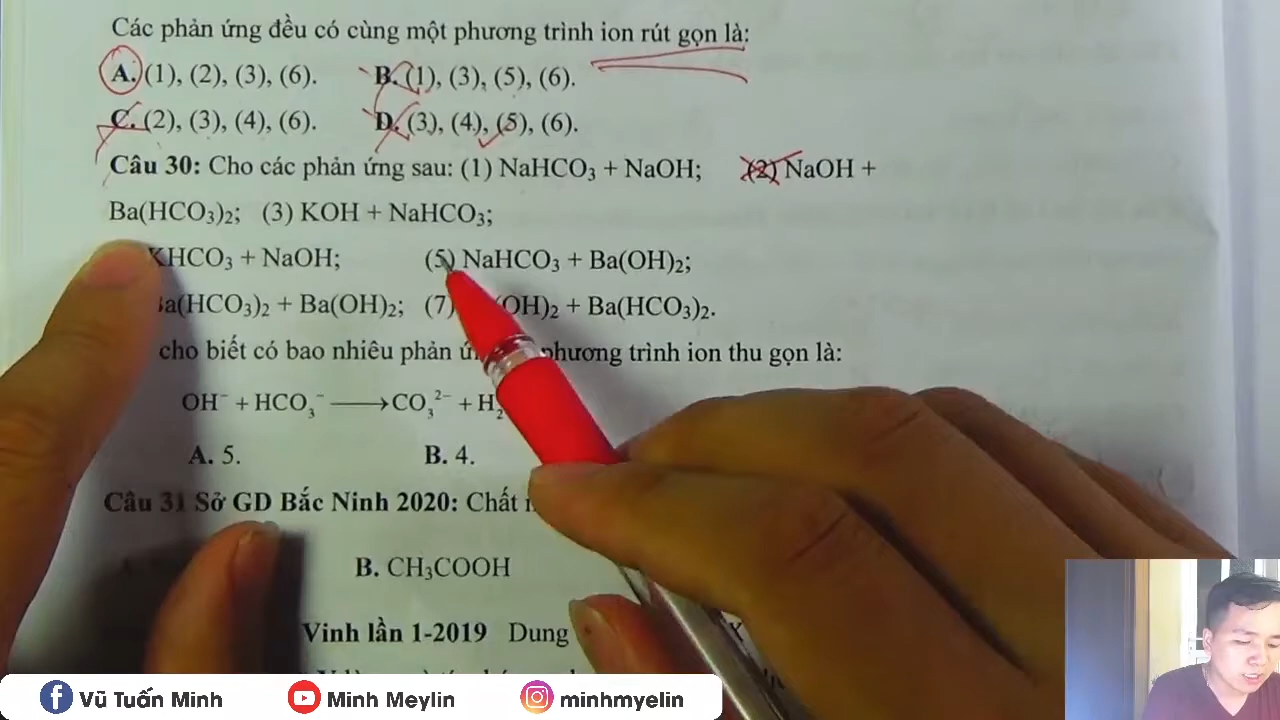 Các phản ứng đều có cùng một phương trình ion rút gọn là:
A. (1), (2), (3), (6). B. (1), (3), (5), (6).
C. (2), (3), (4), (6). D. (3), (4), (5), (6).
Câu 30: Cho các phản ứng sau: (1) NaHCO₃ + NaOH; (2) NaOH +
Ba(HCO₃)₂; (3) KOH + NaHCO₃;
KHCO₃ + NaOH; (5) NaHCO₃ + Ba(OH)₂;
a(HCO₃)₂ + Ba(OH)₂; (7) (OH)₂ + Ba(HCO₃)₂.
cho biết có bao nhiêu phản phương trình ion thu gọn là:
OH⁻ + HCO₃⁻ ⟶ CO₃²⁻ + H₂
A. 5. B. 4.
Câu 31 Sở GD Bắc Ninh 2020: Chất
B. CH₃COOH
Vinh lần 1-2019 Dung
Vũ Tuấn Minh Minh Meylin minhmyelin